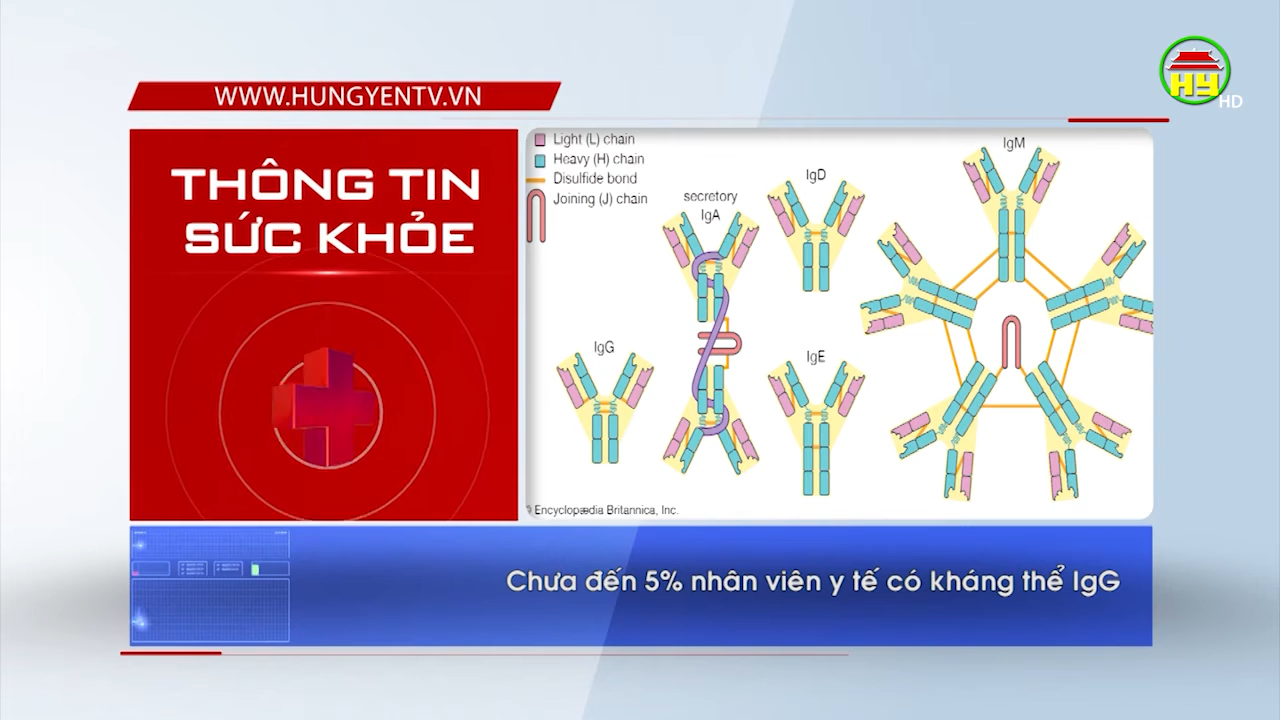 WWW.HUNGYENTV.VN
HY
HD
THÔNG TIN
SỨC KHỎE
Light (L) chain
Heavy (H) chain
Disulfide bond
Joining (J) chain
secretory
IgA
IgD
IgM
IgG
IgE
© Encyclopædia Britannica, Inc.
Chưa đến 5% nhân viên y tế có kháng thể IgG